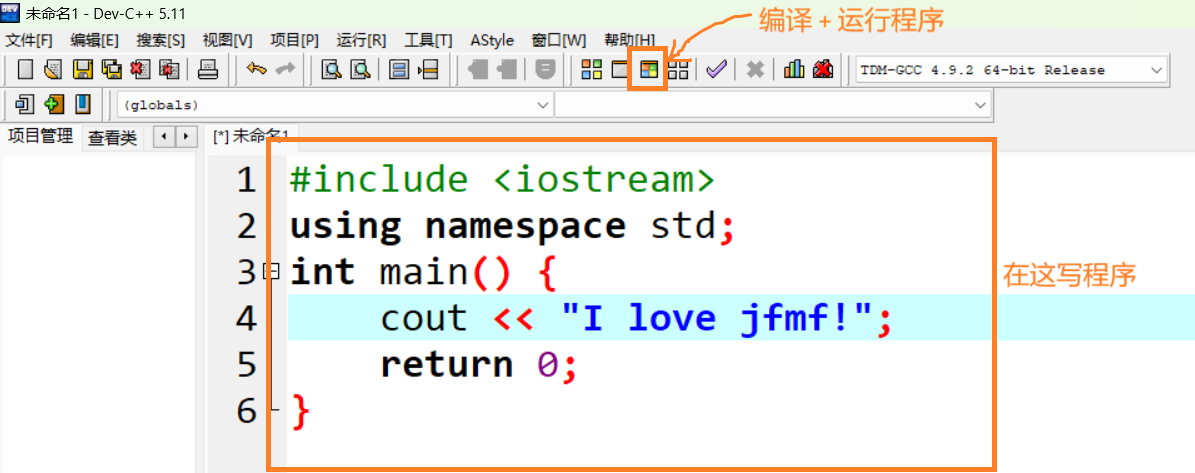 未命名1 - Dev-C++ 5.11
编译 + 运行程序
文件[F] 编辑[E] 搜索[S] 视图[V] 项目[P] 运行[R] 工具[T] AStyle 窗口[W] 帮助[H]
TDM-GCC 4.9.2 64-bit Release
(globals)
项目管理 查看类 [*] 未命名1
1 #include <iostream>
2 using namespace std;
3 int main() {
4 cout << "I love jfmf!";
5 return 0;
6 }
在这写程序